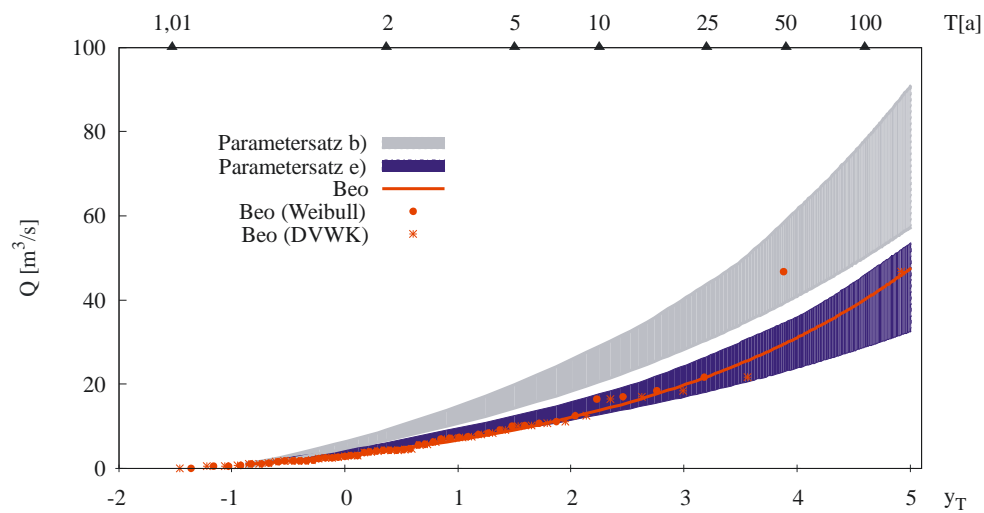 1,01 2 5 10 25 50 100 T[a]
100
80
60
40
20
0
Q [m³/s]
Parametersatz b)
Parametersatz e)
Beo
Beo (Weibull)
Beo (DVWK)
-2 -1 0 1 2 3 4 5 y_T